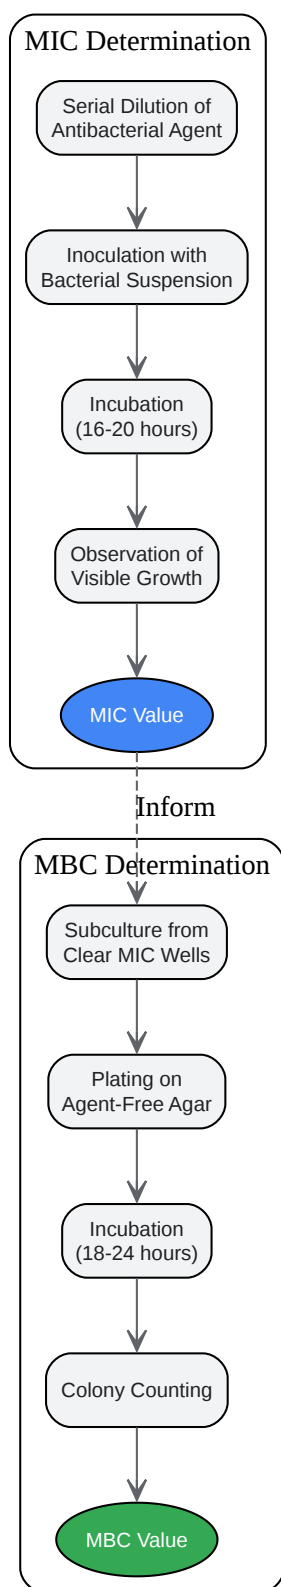 MIC Determination
Serial Dilution of
Antibacterial Agent
Inoculation with
Bacterial Suspension
Incubation
(16-20 hours)
Observation of
Visible Growth
MIC Value
Inform
MBC Determination
Subculture from
Clear MIC Wells
Plating on
Agent-Free Agar
Incubation
(18-24 hours)
Colony Counting
MBC Value